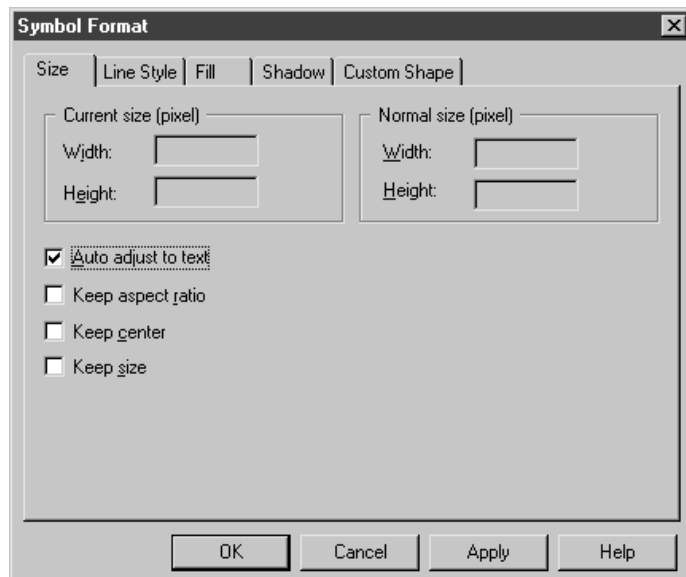 Symbol Format
Size Line Style Fill Shadow Custom Shape
Current size (pixel) Normal size (pixel)
Width: Width:
Height: Height:
Auto adjust to text
Keep aspect ratio
Keep center
Keep size
OK Cancel Apply Help